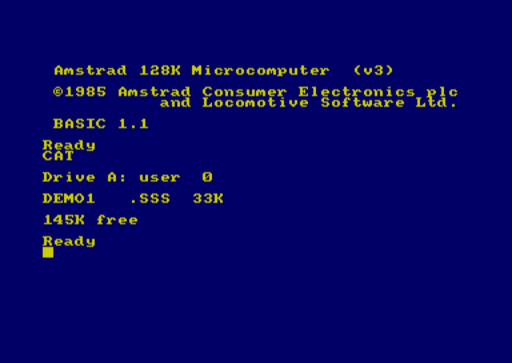 Amstrad 128K Microcomputer (v3)
©1985 Amstrad Consumer Electronics plc
and Locomotive Software Ltd.
BASIC 1.1
Ready
CAT
Drive A: user 0
DEMO1 .SSS 33K
145K free
Ready